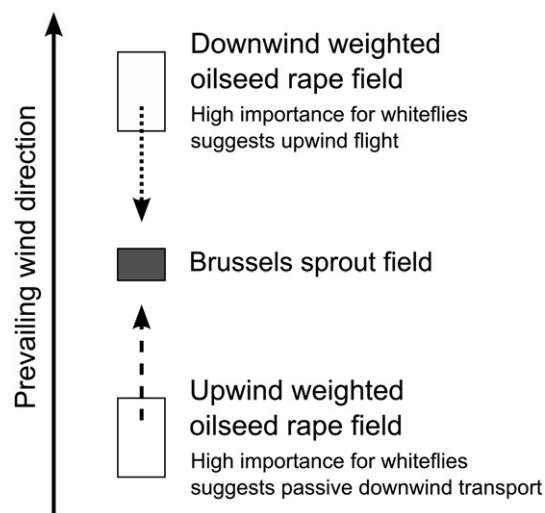 Prevailing wind direction
Downwind weighted
oilseed rape field
High importance for whiteflies
suggests upwind flight
Brussels sprout field
Upwind weighted
oilseed rape field
High importance for whiteflies
suggests passive downwind transport